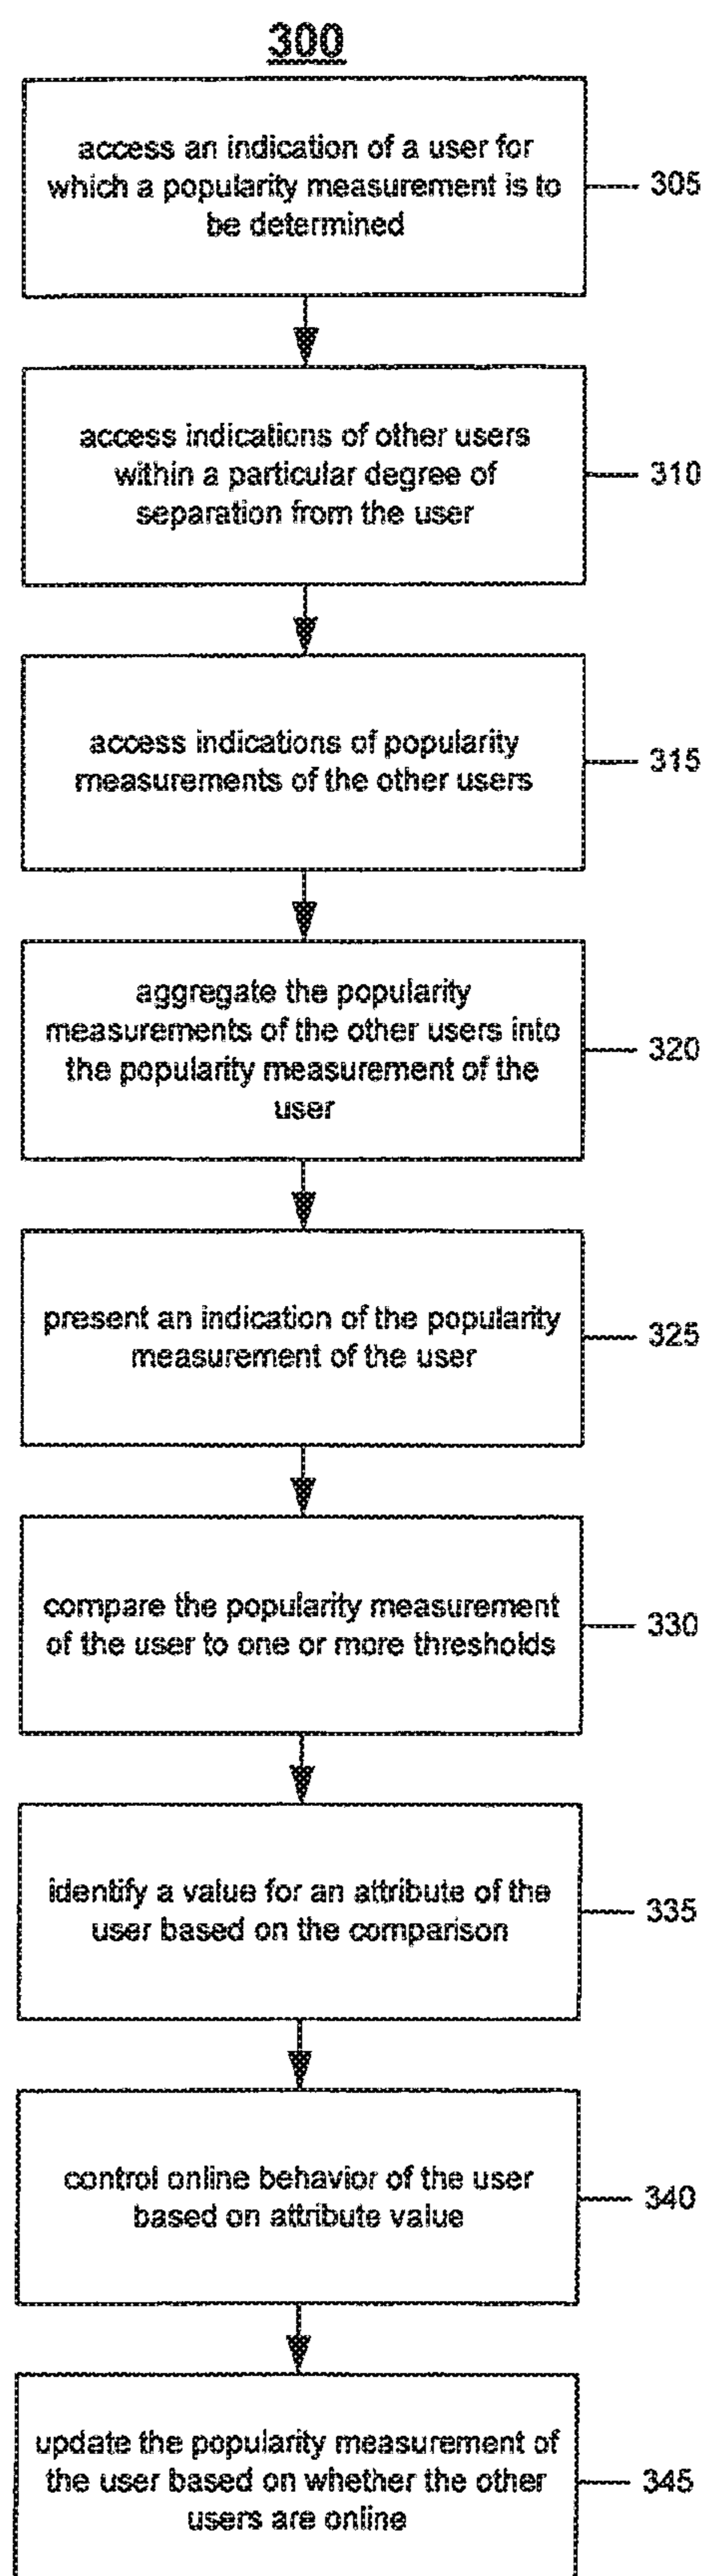 300
access an indication of a user for
which a popularity measurement is to
be determined
305
access indications of other users
within a particular degree of
separation from the user
310
access indications of popularity
measurements of the other users
315
aggregate the popularity
measurements of the other users into
the popularity measurement of the
user
320
present an indication of the popularity
measurement of the user
325
compare the popularity measurement
of the user to one or more thresholds
330
identify a value for an attribute of the
user based on the comparison
335
control online behavior of the user
based on attribute value
340
update the popularity measurement of
the user based on whether the other
users are online
345